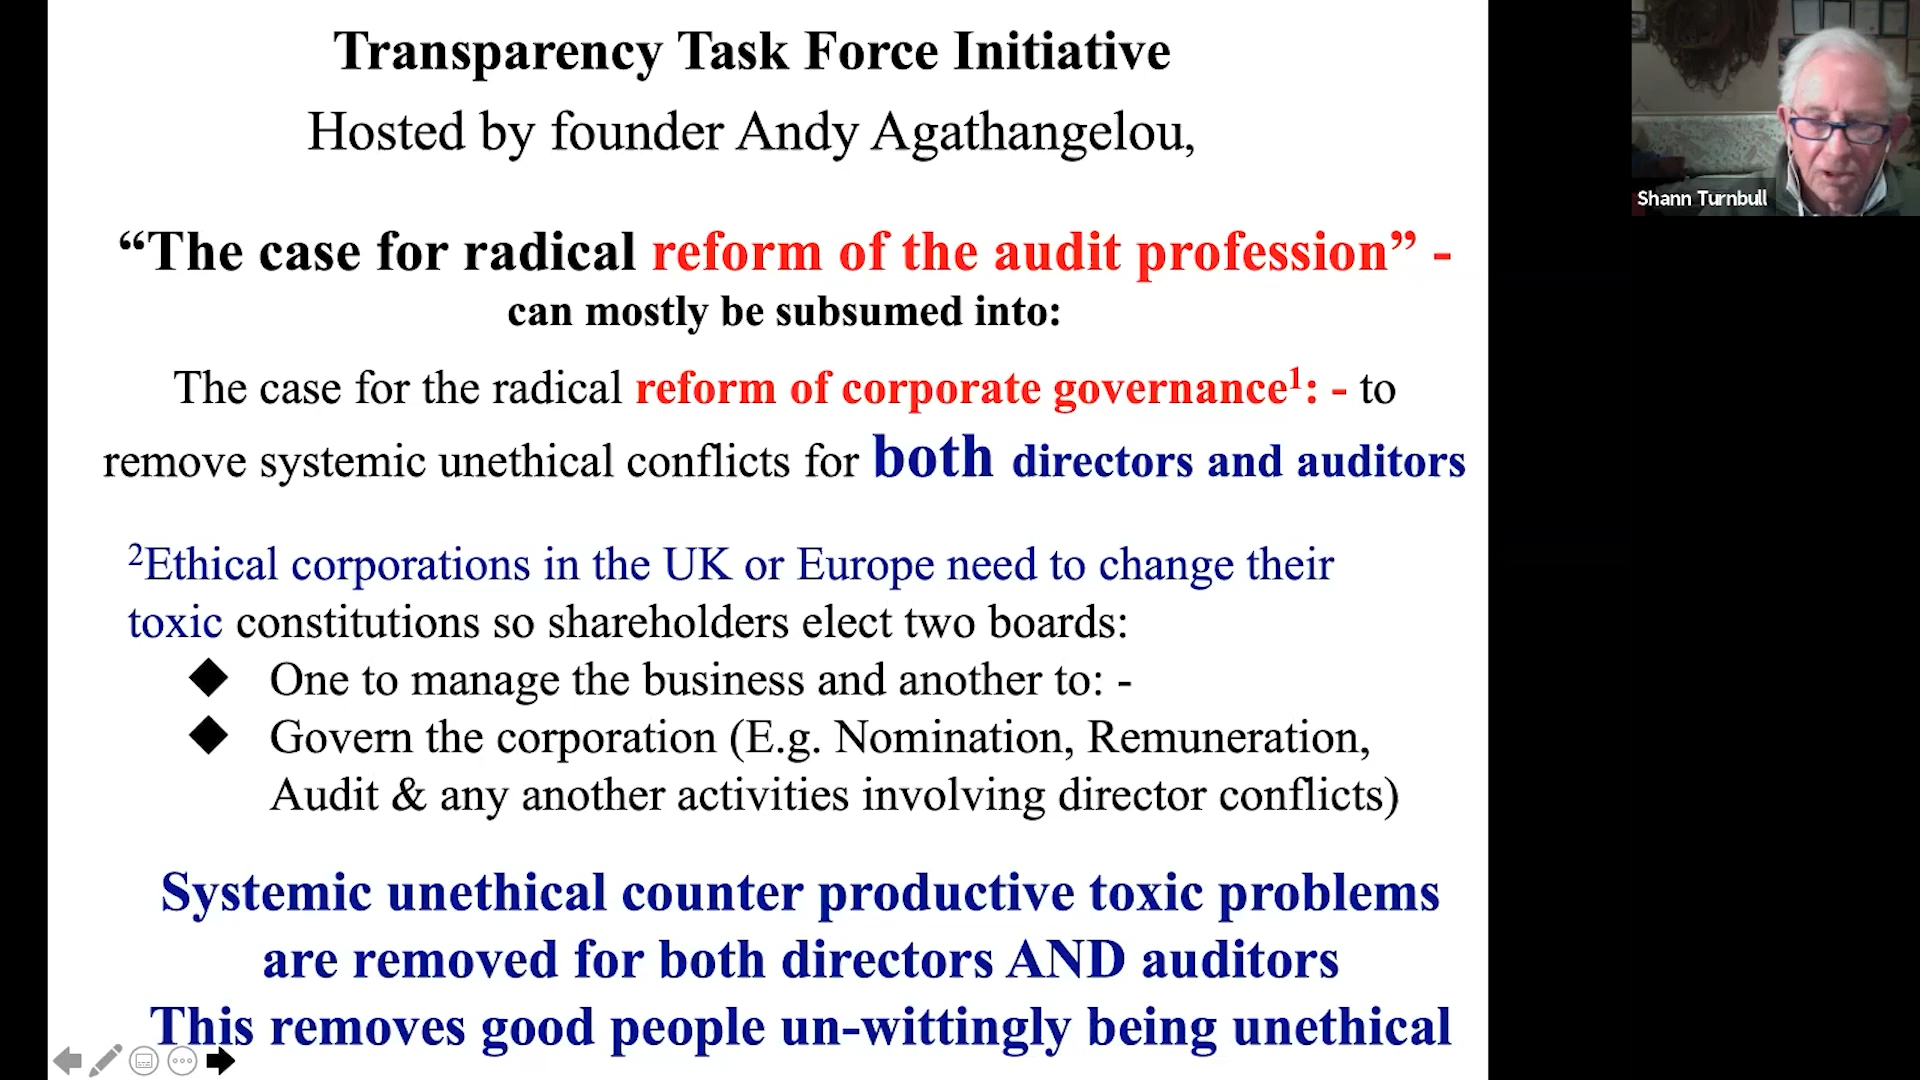 Transparency Task Force Initiative
Hosted by founder Andy Agathangelou,
“The case for radical reform of the audit profession” -
can mostly be subsumed into:
The case for the radical reform of corporate governance¹: - to
remove systemic unethical conflicts for both directors and auditors
²Ethical corporations in the UK or Europe need to change their
toxic constitutions so shareholders elect two boards:
◆ One to manage the business and another to: -
◆ Govern the corporation (E.g. Nomination, Remuneration,
Audit & any another activities involving director conflicts)
Systemic unethical counter productive toxic problems
are removed for both directors AND auditors
This removes good people un-wittingly being unethical
Shann Turnbull